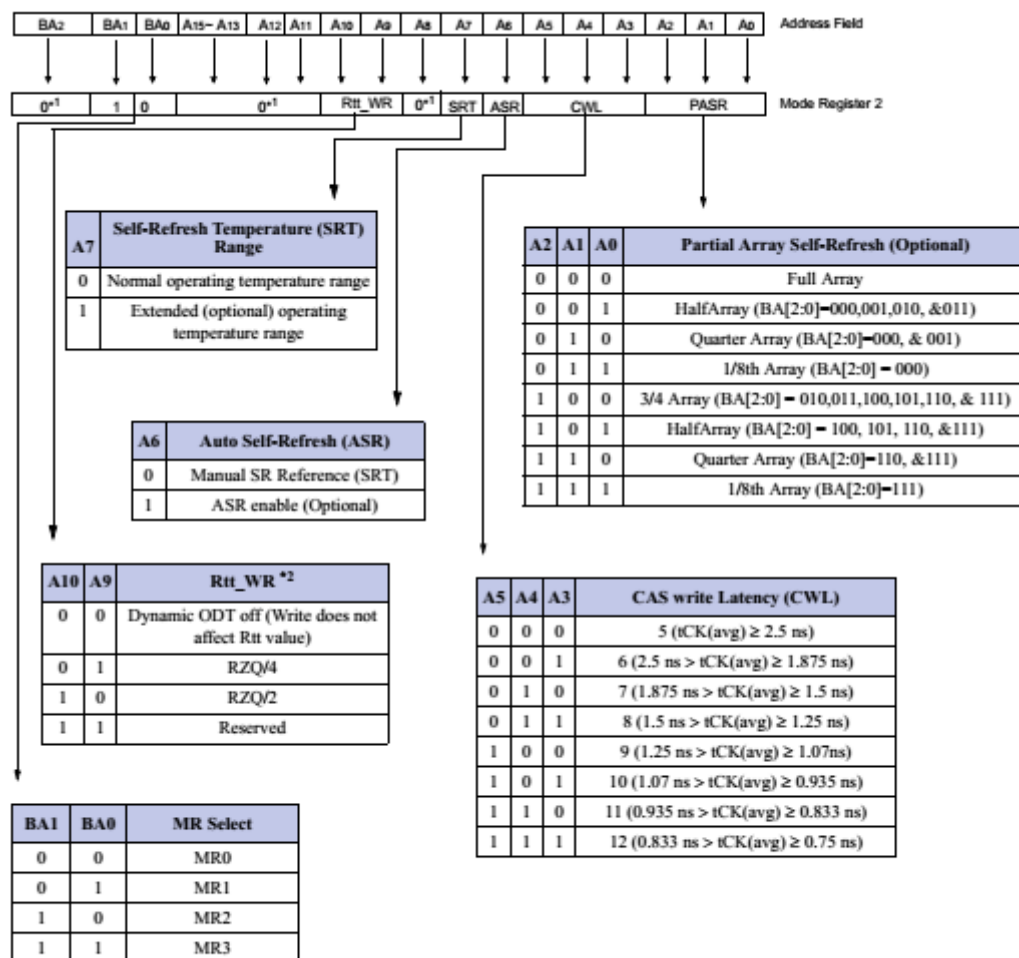 BA2 BA1 BA0 A15~A13 A12 A11 A10 A9 A8 A7 A6 A5 A4 A3 A2 A1 A0 Address Field
0*1 1 0 0*1 Rtt_WR 0*1 SRT ASR CWL PASR Mode Register 2
A7 Self-Refresh Temperature (SRT)
Range
0 Normal operating temperature range
1 Extended (optional) operating
temperature range
A2 A1 A0 Partial Array Self-Refresh (Optional)
0 0 0 Full Array
0 0 1 HalfArray (BA[2:0]=000,001,010, &011)
0 1 0 Quarter Array (BA[2:0]=000, & 001)
0 1 1 1/8th Array (BA[2:0] = 000)
1 0 0 3/4 Array (BA[2:0] = 010,011,100,101,110, & 111)
1 0 1 HalfArray (BA[2:0] = 100, 101, 110, &111)
1 1 0 Quarter Array (BA[2:0]=110, &111)
1 1 1 1/8th Array (BA[2:0]=111)
A6 Auto Self-Refresh (ASR)
0 Manual SR Reference (SRT)
1 ASR enable (Optional)
A10 A9 Rtt_WR *2
0 0 Dynamic ODT off (Write does not
affect Rtt value)
0 1 RZQ/4
1 0 RZQ/2
1 1 Reserved
A5 A4 A3 CAS write Latency (CWL)
0 0 0 5 (tCK(avg) ≥ 2.5 ns)
0 0 1 6 (2.5 ns > tCK(avg) ≥ 1.875 ns)
0 1 0 7 (1.875 ns > tCK(avg) ≥ 1.5 ns)
0 1 1 8 (1.5 ns > tCK(avg) ≥ 1.25 ns)
1 0 0 9 (1.25 ns > tCK(avg) ≥ 1.07ns)
1 0 1 10 (1.07 ns > tCK(avg) ≥ 0.935 ns)
1 1 0 11 (0.935 ns > tCK(avg) ≥ 0.833 ns)
1 1 1 12 (0.833 ns > tCK(avg) ≥ 0.75 ns)
BA1 BA0 MR Select
0 0 MR0
0 1 MR1
1 0 MR2
1 1 MR3